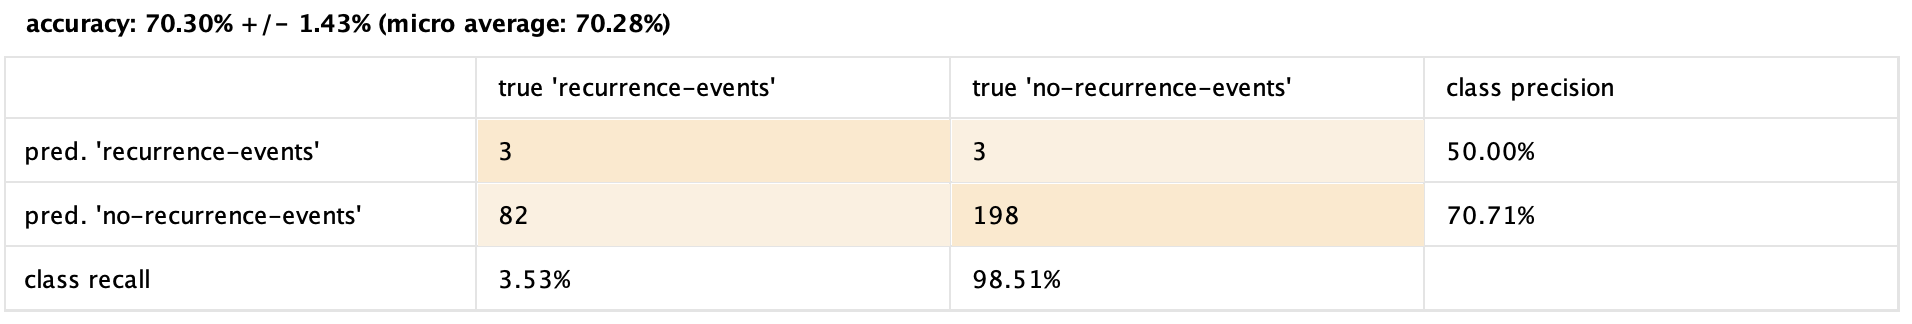 accuracy: 70.30% +/- 1.43% (micro average: 70.28%)
true 'recurrence-events' true 'no-recurrence-events' class precision
pred. 'recurrence-events' 3 3 50.00%
pred. 'no-recurrence-events' 82 198 70.71%
class recall 3.53% 98.51%